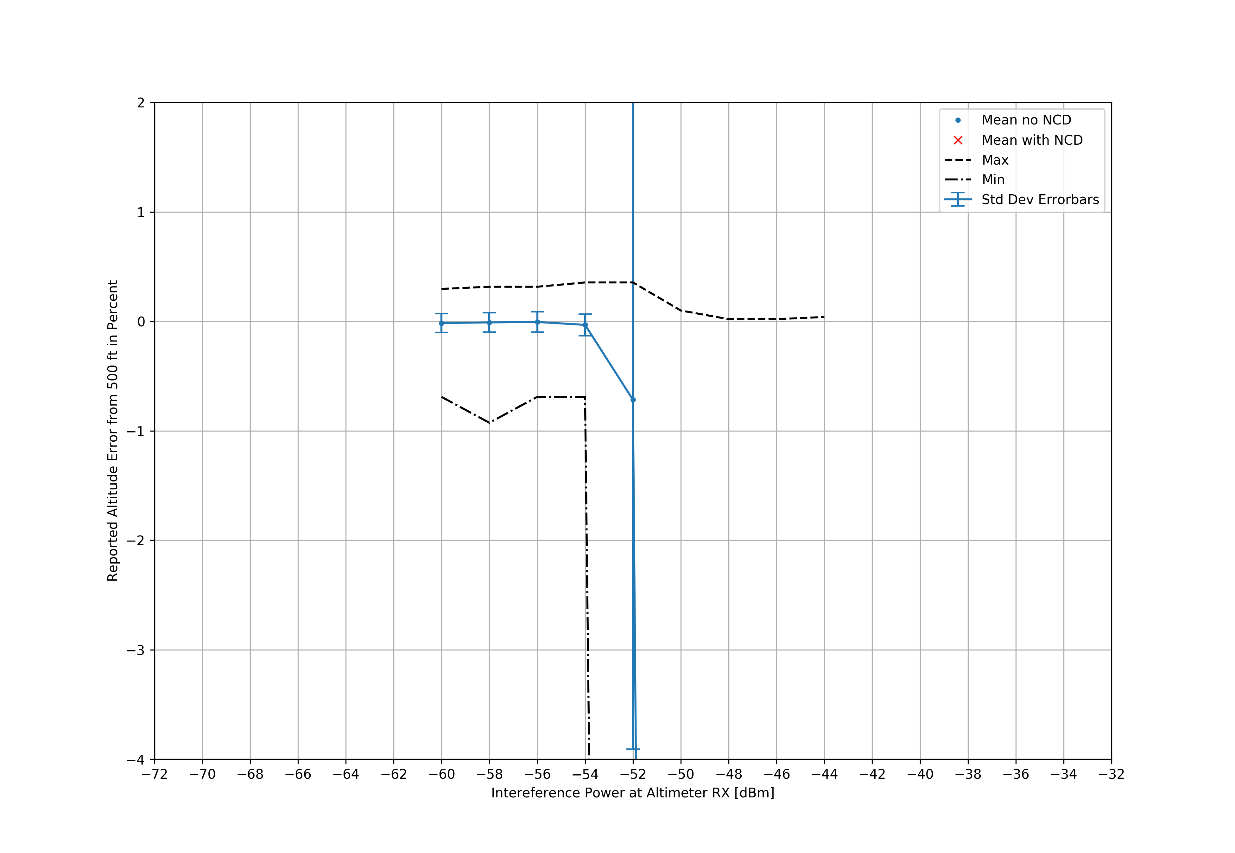 2
1
0
−1
−2
−3
−4
Reported Altitude Error from 500 ft in Percent
Mean no NCD
Mean with NCD
Max
Min
Std Dev Errorbars
−72 −70 −68 −66 −64 −62 −60 −58 −56 −54 −52 −50 −48 −46 −44 −42 −40 −38 −36 −34 −32
Intereference Power at Altimeter RX [dBm]